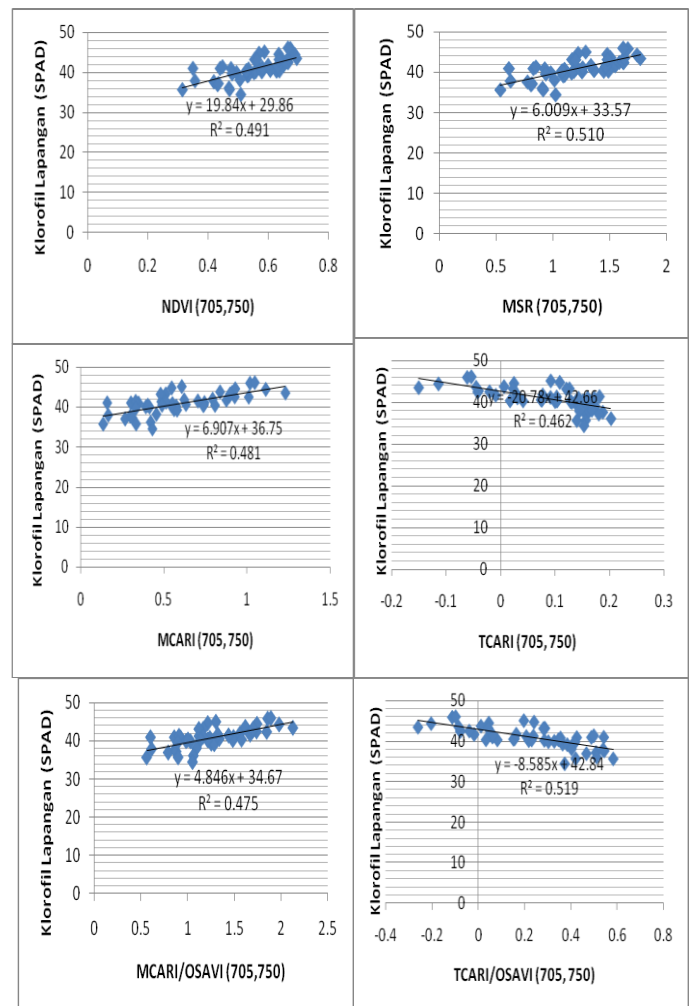 Klorofil Lapangan (SPAD)
50
40
30
20
10
0
y = 19.84x + 29.86
R² = 0.491
0 0.2 0.4 0.6 0.8
NDVI (705,750)
Klorofil Lapangan (SPAD)
50
40
30
20
10
0
y = 6.009x + 33.57
R² = 0.510
0 0.5 1 1.5 2
MSR (705,750)
Klorofil Lapangan (SPAD)
50
40
30
20
10
0
y = 6.907x + 36.75
R² = 0.481
0 0.5 1 1.5
MCARI (705,750)
Klorofil Lapangan (SPAD)
50
40
30
20
10
0
y = -20.78x + 42.66
R² = 0.462
-0.2 -0.1 0 0.1 0.2 0.3
TCARI (705,750)
Klorofil Lapangan (SPAD)
50
40
30
20
10
0
y = 4.846x + 34.67
R² = 0.475
0 0.5 1 1.5 2 2.5
MCARI/OSAVI (705,750)
Klorofil Lapangan (SPAD)
50
40
30
20
10
0
y = -8.585x + 42.84
R² = 0.519
-0.4 -0.2 0 0.2 0.4 0.6 0.8
TCARI/OSAVI (705,750)